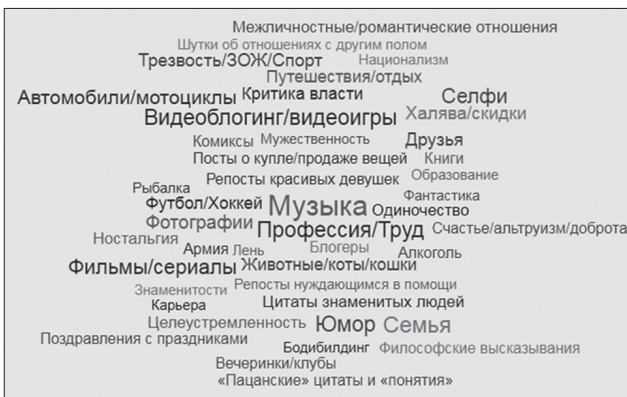 Межличностные/романтические отношения
Шутки об отношениях с другим полом
Трезвость/ЗОЖ/Спорт Национализм
Путешествия/отдых
Автомобили/мотоциклы Критика власти Селфи
Видеоблогинг/видеоигры Халява/скидки
Комиксы Мужественность Друзья
Посты о купле/продаже вещей Книги
Репосты красивых девушек Образование
Рыбалка Фантастика
Футбол/Хоккей Музыка Одиночество
Фотографии Профессия/Труд Счастье/альтруизм/доброта
Ностальгия Армия Лень Блогеры Алкоголь
Фильмы/сериалы Животные/коты/кошки
Знаменитости Репосты нуждающимся в помощи
Карьера Цитаты знаменитых людей
Целеустремленность Юмор Семья
Поздравления с праздниками
Бодибилдинг Философские высказывания
Вечеринки/клубы
«Пацанские» цитаты и «понятия»